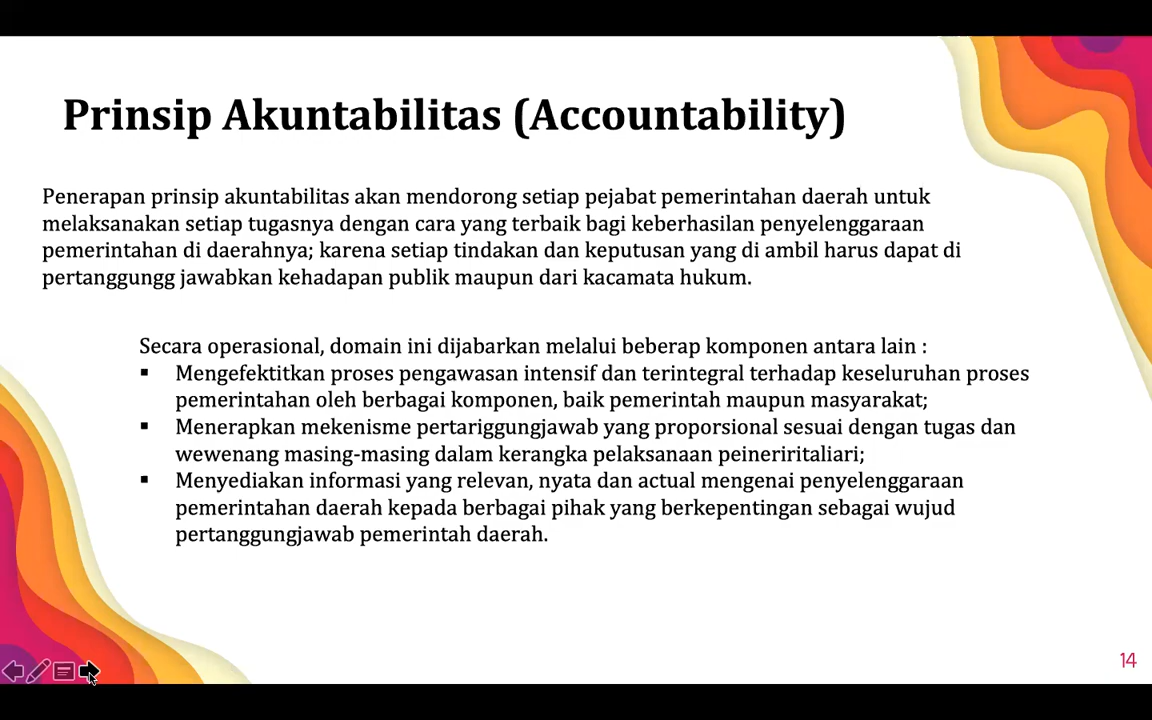 Prinsip Akuntabilitas (Accountability)
Penerapan prinsip akuntabilitas akan mendorong setiap pejabat pemerintahan daerah untuk
melaksanakan setiap tugasnya dengan cara yang terbaik bagi keberhasilan penyelenggaraan
pemerintahan di daerahnya; karena setiap tindakan dan keputusan yang di ambil harus dapat di
pertanggungg jawabkan kehadapan publik maupun dari kacamata hukum.
Secara operasional, domain ini dijabarkan melalui beberap komponen antara lain :
▪ Mengefektitkan proses pengawasan intensif dan terintegral terhadap keseluruhan proses
pemerintahan oleh berbagai komponen, baik pemerintah maupun masyarakat;
▪ Menerapkan mekenisme pertariggungjawab yang proporsional sesuai dengan tugas dan
wewenang masing-masing dalam kerangka pelaksanaan peineriritaliari;
▪ Menyediakan informasi yang relevan, nyata dan actual mengenai penyelenggaraan
pemerintahan daerah kepada berbagai pihak yang berkepentingan sebagai wujud
pertanggungjawab pemerintah daerah.
14